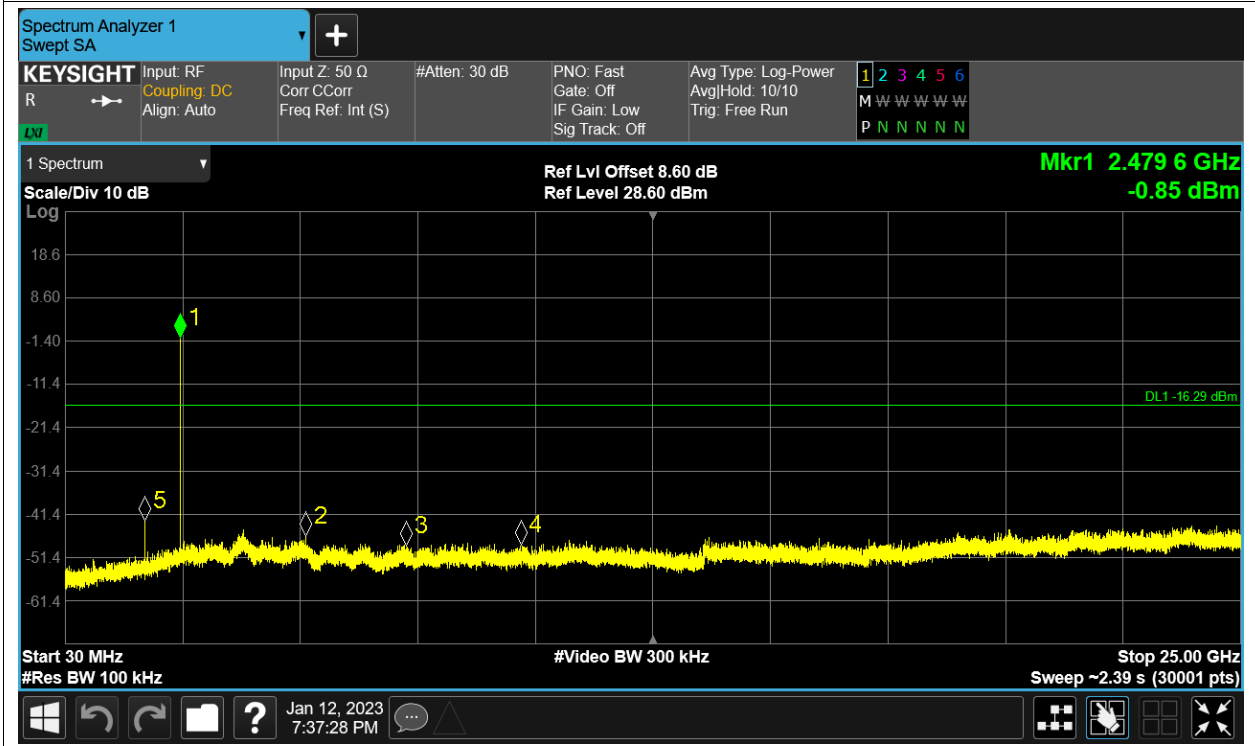 Spectrum Analyzer 1
Swept SA
+
KEYSIGHT
R
LXI
Input: RF
Coupling: DC
Align: Auto
Input Z: 50 Ω
Corr CCorr
Freq Ref: Int (S)
#Atten: 30 dB
PNO: Fast
Gate: Off
IF Gain: Low
Sig Track: Off
Avg Type: Log-Power
Avg|Hold: 10/10
Trig: Free Run
1 2 3 4 5 6
M W W W W W
P N N N N N
1 Spectrum
Scale/Div 10 dB
Ref Lvl Offset 8.60 dB
Ref Level 28.60 dBm
Mkr1 2.479 6 GHz
-0.85 dBm
Log
18.6
8.60
-1.40
-11.4
-21.4
-31.4
-41.4
-51.4
-61.4
1
DL1 -16.29 dBm
5
2
3
4
Start 30 MHz
#Res BW 100 kHz
#Video BW 300 kHz
Stop 25.00 GHz
Sweep ~2.39 s (30001 pts)
?
Jan 12, 2023
7:37:28 PM